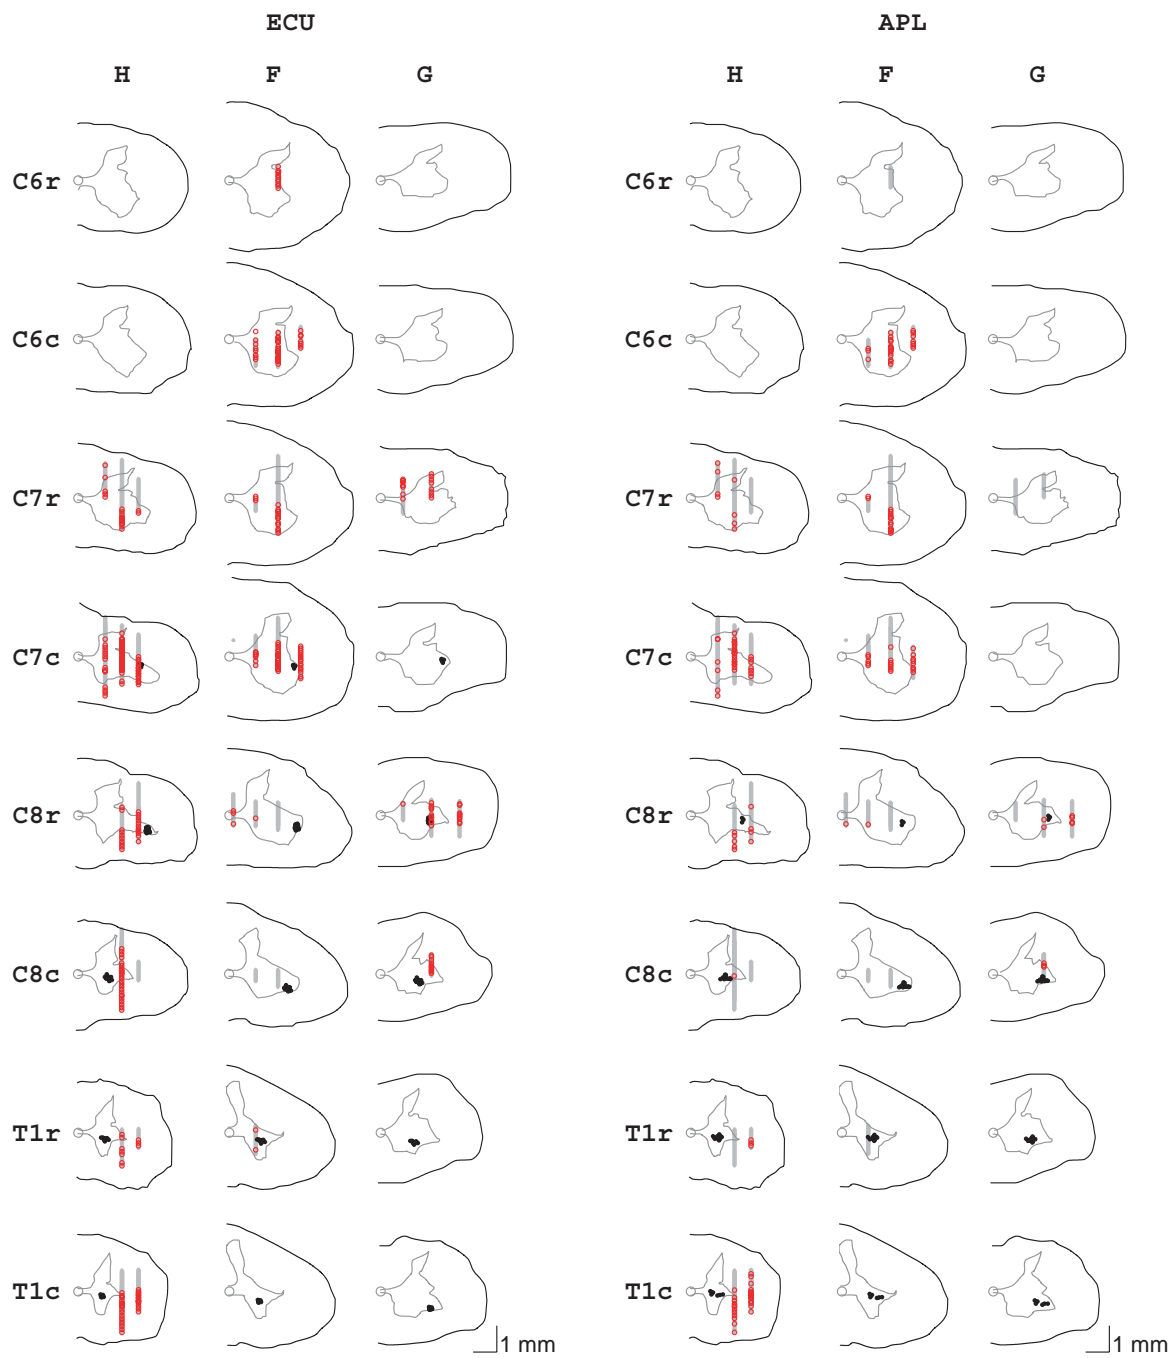 ECU APL
H F G H F G
C6r C6r
C6c C6c
C7r C7r
C7c C7c
C8r C8r
C8c C8c
T1r T1r
T1c T1c
1 mm 1 mm